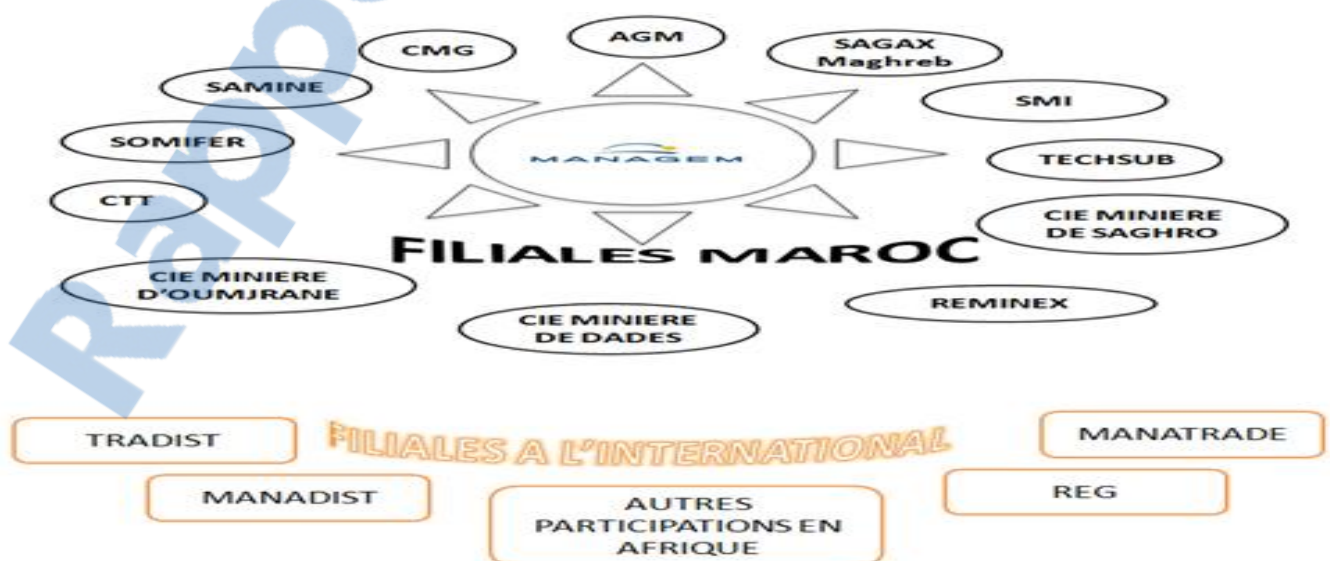 AGM
CMG
SAGAX
Maghreb
SAMINE
SMI
SOMIFER
MANAGEM
TECHSUB
CTT
CIE MINIERE
DE SAGHRO
FILIALES MAROC
CIE MINIERE
D'OUMJRANE
REMINEX
CIE MINIERE
DE DADES
TRADIST
FILIALES A L'INTERNATIONAL
MANATRADE
MANADIST
REG
AUTRES
PARTICIPATIONS EN
AFRIQUE
Rapp